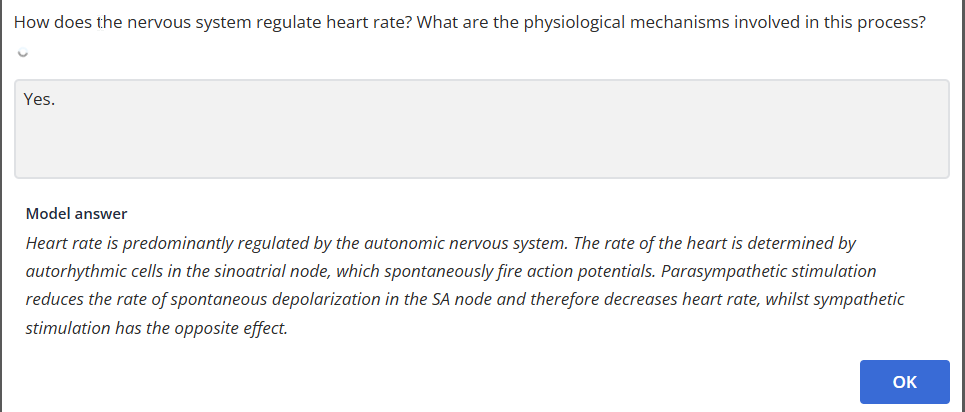 How does the nervous system regulate heart rate? What are the physiological mechanisms involved in this process?
Yes.
Model answer
Heart rate is predominantly regulated by the autonomic nervous system. The rate of the heart is determined by
autorhythmic cells in the sinoatrial node, which spontaneously fire action potentials. Parasympathetic stimulation
reduces the rate of spontaneous depolarization in the SA node and therefore decreases heart rate, whilst sympathetic
stimulation has the opposite effect.
OK